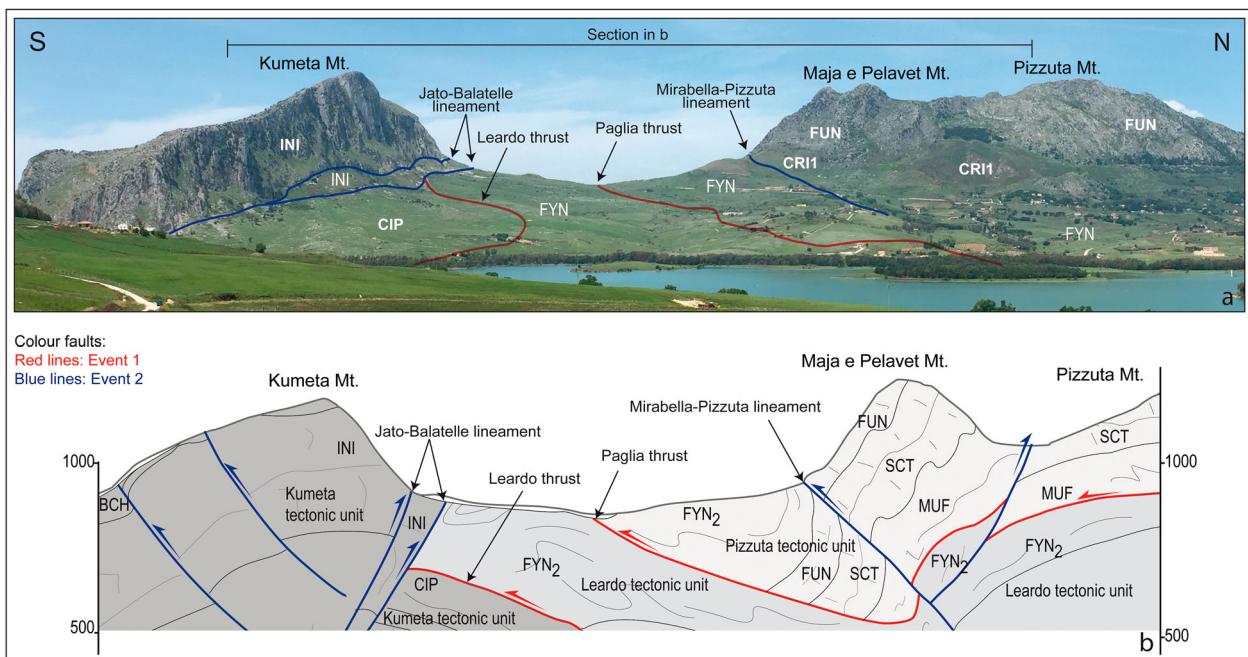 S
N
Section in b
Kumeta Mt.
Maja e Pelavet Mt.
Pizzuta Mt.
Jato-Balatelle
lineament
Mirabella-Pizzuta
lineament
Leardo thrust
Paglia thrust
INI
INI
CIP
FYN
FYN
FUN
CRI1
FUN
CRI1
FYN
a
Colour faults:
Red lines: Event 1
Blue lines: Event 2
Kumeta Mt.
Maja e Pelavet Mt.
Pizzuta Mt.
Jato-Balatelle lineament
Mirabella-Pizzuta lineament
Leardo thrust
Paglia thrust
1000
500
1000
500
BCH
INI
Kumeta
tectonic unit
INI
CIP
Kumeta tectonic unit
FYN2
Leardo tectonic unit
FYN2
Pizzuta tectonic unit
FUN
SCT
FUN
SCT
MUF
FYN2
MUF
SCT
FYN2
Leardo tectonic unit
b